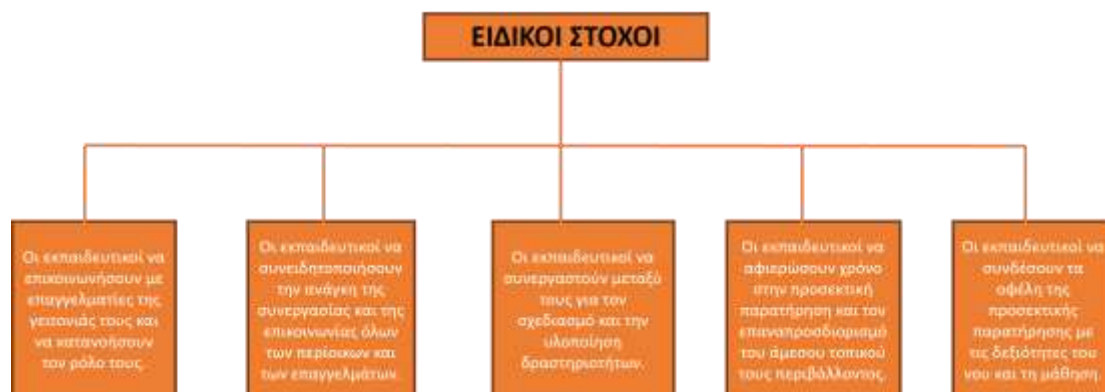 ΕΙΔΙΚΟΙ ΣΤΟΧΟΙ
Οι εκπαιδευτικοί να
επικοινωνήσουν με
επαγγελματίες της
γειτονιάς τους και
να κατανοήσουν
τον ρόλο τους.
Οι εκπαιδευτικοί να
συνειδητοποιήσουν
την ανάγκη της
συνεργασίας και της
επικοινωνίας όλων
των περίοικων και
των επαγγελμάτων.
Οι εκπαιδευτικοί να
συνεργαστούν μεταξύ
τους για τον
σχεδιασμό και την
υλοποίηση
δραστηριοτήτων.
Οι εκπαιδευτικοί να
αφιερώσουν χρόνο
στην προσεκτική
παρατήρηση και τον
επαναπροσδιορισμό
του άμεσου τοπικού
τους περιβάλλοντος.
Οι εκπαιδευτικοί να
συνδέσουν τα
οφέλη της
προσεκτικής
παρατήρησης με
τις δεξιότητες του
νου και τη μάθηση.